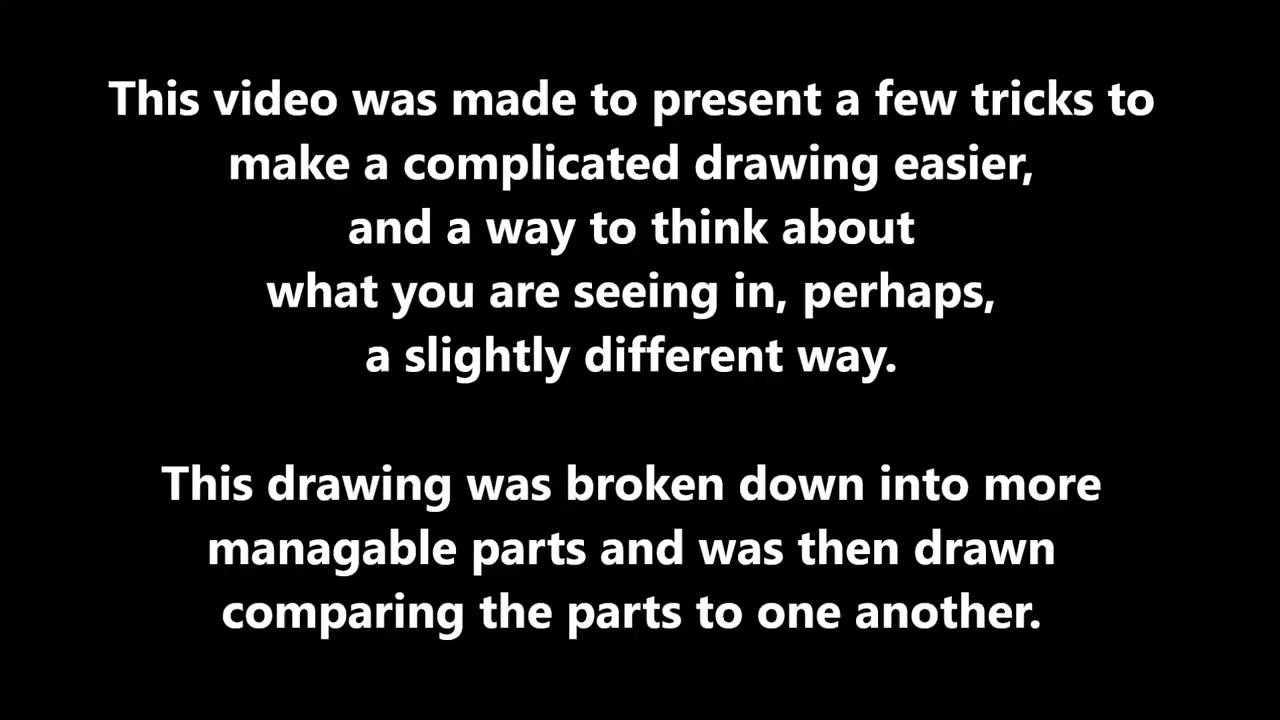 This video was made to present a few tricks to
make a complicated drawing easier,
and a way to think about
what you are seeing in, perhaps,
a slightly different way.
This drawing was broken down into more
managable parts and was then drawn
comparing the parts to one another.